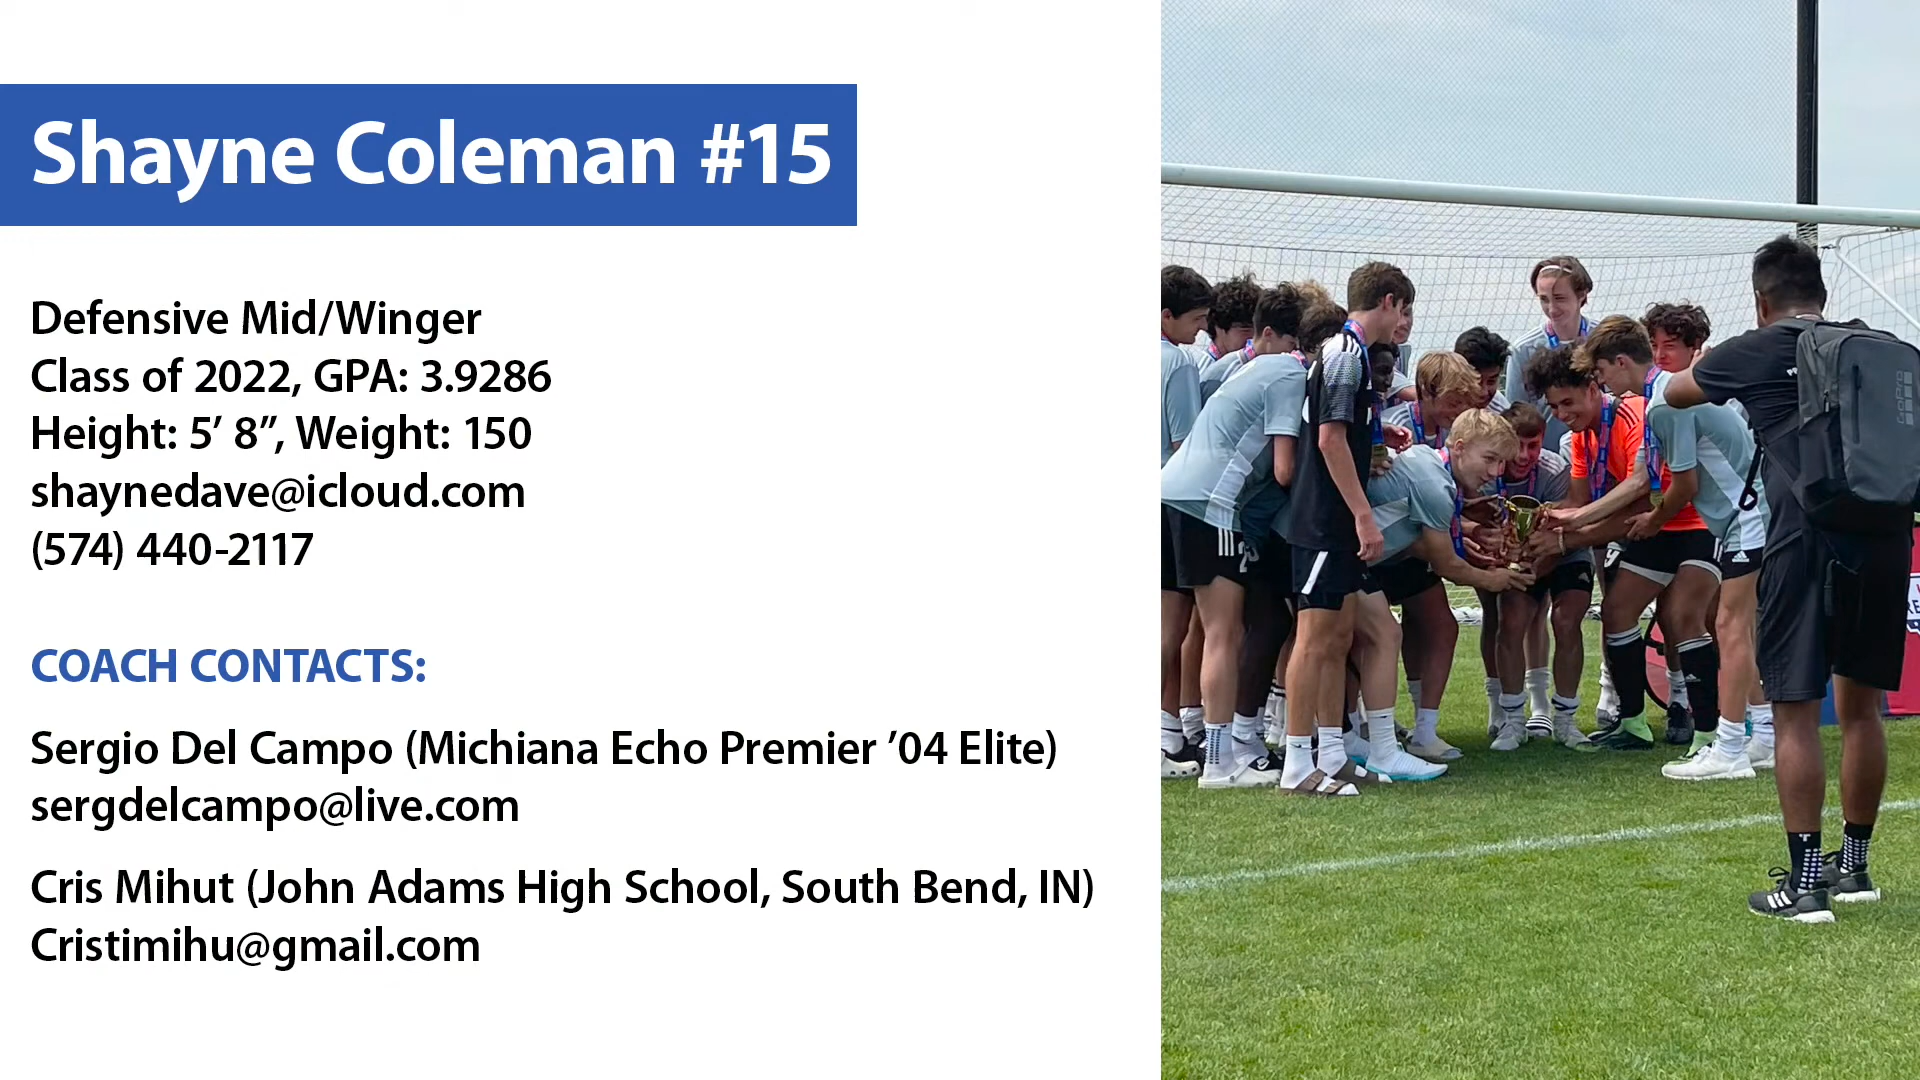 Shayne Coleman #15
Defensive Mid/Winger
Class of 2022, GPA: 3.9286
Height: 5’ 8”, Weight: 150
shaynedave@icloud.com
(574) 440-2117
COACH CONTACTS:
Sergio Del Campo (Michiana Echo Premier ’04 Elite)
sergdelcampo@live.com
Cris Mihut (John Adams High School, South Bend, IN)
Cristimihu@gmail.com
GoPro